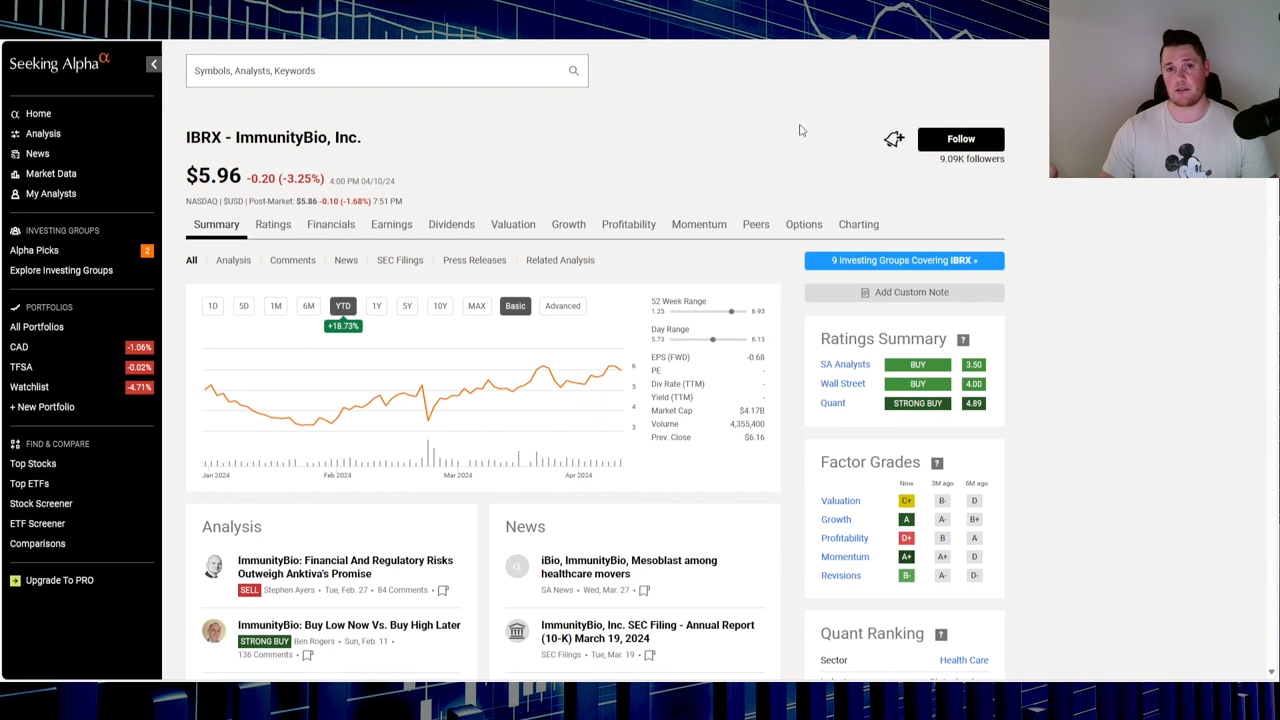 Seeking Alpha α
Home
Analysis
News
Market Data
My Analysts
INVESTING GROUPS
Alpha Picks 2
Explore Investing Groups
PORTFOLIOS
All Portfolios
CAD -1.06%
TFSA -0.02%
Watchlist -4.71%
+ New Portfolio
FIND & COMPARE
Top Stocks
Top ETFs
Stock Screener
ETF Screener
Comparisons
Upgrade To PRO
Symbols, Analysts, Keywords
IBRX - ImmunityBio, Inc.
$5.96 -0.20 (-3.25%) 4:00 PM 04/10/24
NASDAQ | $USD | Post-Market: $5.86 -0.10 (-1.68%) 7:51 PM
Follow
9.09K followers
Summary Ratings Financials Earnings Dividends Valuation Growth Profitability Momentum Peers Options Charting
All Analysis Comments News SEC Filings Press Releases Related Analysis
9 Investing Groups Covering IBRX »
Add Custom Note
1D 5D 1M 6M YTD 1Y 5Y 10Y MAX Basic Advanced
+18.73%
6
5
4
3
Jan 2024 Feb 2024 Mar 2024 Apr 2024
52 Week Range
1.25 6.93
Day Range
5.73 6.13
EPS (FWD) -0.68
PE -
Div Rate (TTM) -
Yield (TTM) -
Market Cap $4.17B
Volume 4,355,400
Prev. Close $6.16
Ratings Summary ?
SA Analysts BUY 3.50
Wall Street BUY 4.00
Quant STRONG BUY 4.89
Factor Grades ?
Now 3M ago 6M ago
Valuation C+ B- D
Growth A A- B+
Profitability D+ B A
Momentum A+ A+ D
Revisions B- A- D-
Quant Ranking ?
Sector Health Care
Analysis
ImmunityBio: Financial And Regulatory Risks
Outweigh Anktiva's Promise
SELL Stephen Ayers • Tue, Feb. 27 • 84 Comments •
ImmunityBio: Buy Low Now Vs. Buy High Later
STRONG BUY Ben Rogers • Sun, Feb. 11 •
136 Comments •
News
iBio, ImmunityBio, Mesoblast among
healthcare movers
SA News • Wed, Mar. 27 •
ImmunityBio, Inc. SEC Filing - Annual Report
(10-K) March 19, 2024
SEC Filings • Tue, Mar. 19 •